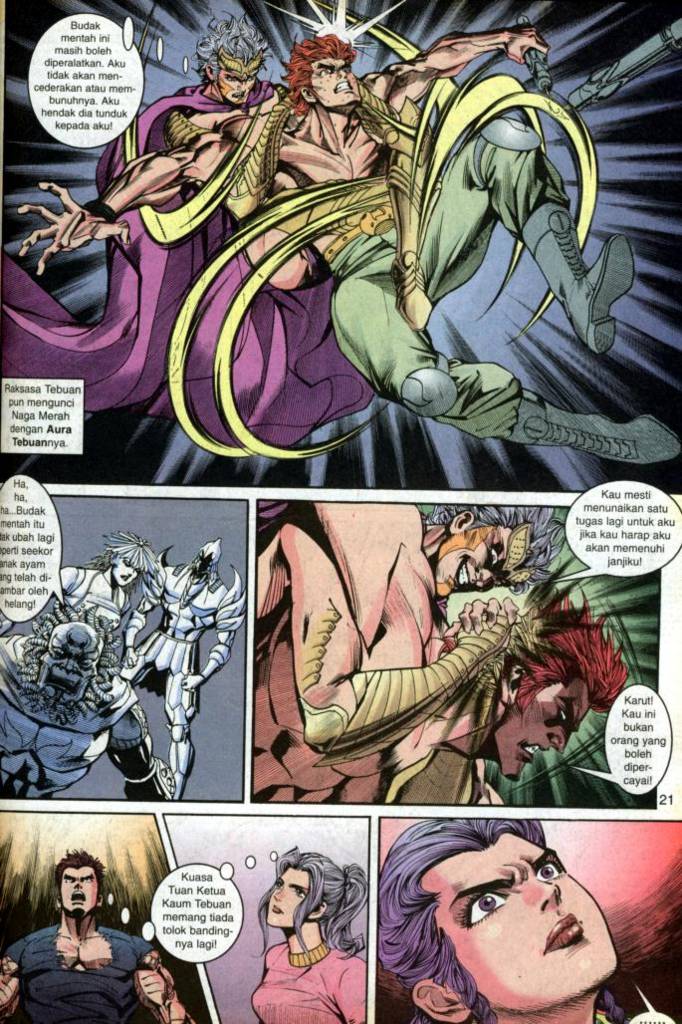 Budak
mentah ini
masih boleh
diperalatkan. Aku
tidak akan men-
cederakan atau mem-
bunuhnya. Aku
hendak dia tunduk
kepada aku!
Raksasa Tebuan
pun mengunci
Naga Merah
dengan Aura
Tebuannya.
Ha,
ha,
ha...Budak
mentah itu
tak ubah lagi
seperti seekor
anak ayam
yang telah di-
sambar oleh
helang!
Kau mesti
menunaikan satu
tugas lagi untuk aku
jika kau harap aku
akan memenuhi
janjiku!
Karut!
Kau ini
bukan
orang yang
boleh
diper-
cayai!
21
Kuasa
Tuan Ketua
Kaum Tebuan
memang tiada
tolok banding-
nya lagi!